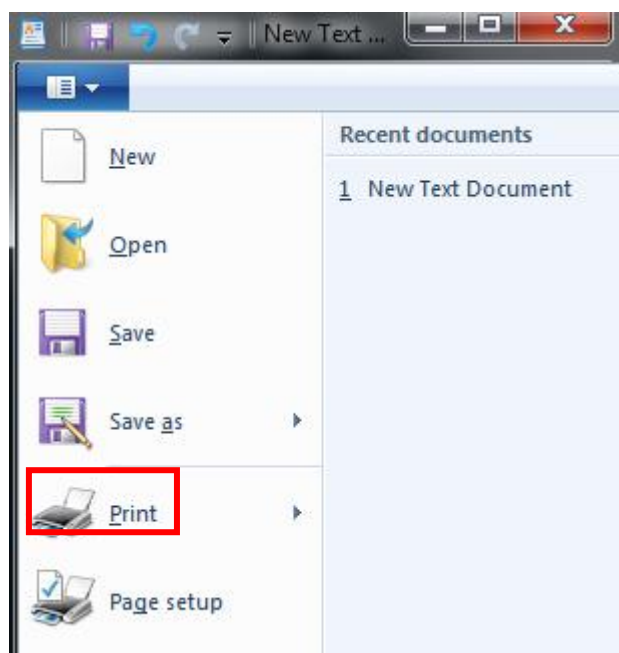 New Text ...
New
Open
Save
Save as
Print
Page setup
Recent documents
1 New Text Document